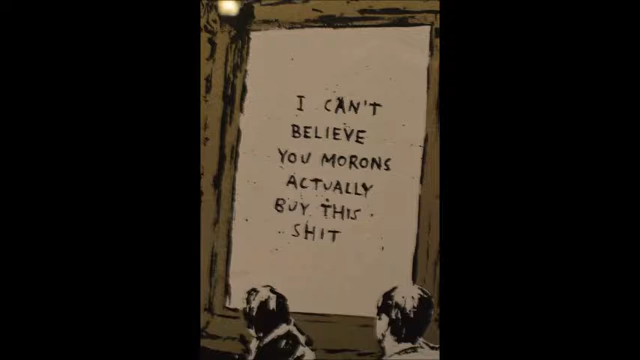 I CAN'T
BELIEVE
YOU MORONS
ACTUALLY
BUY THIS
SHIT